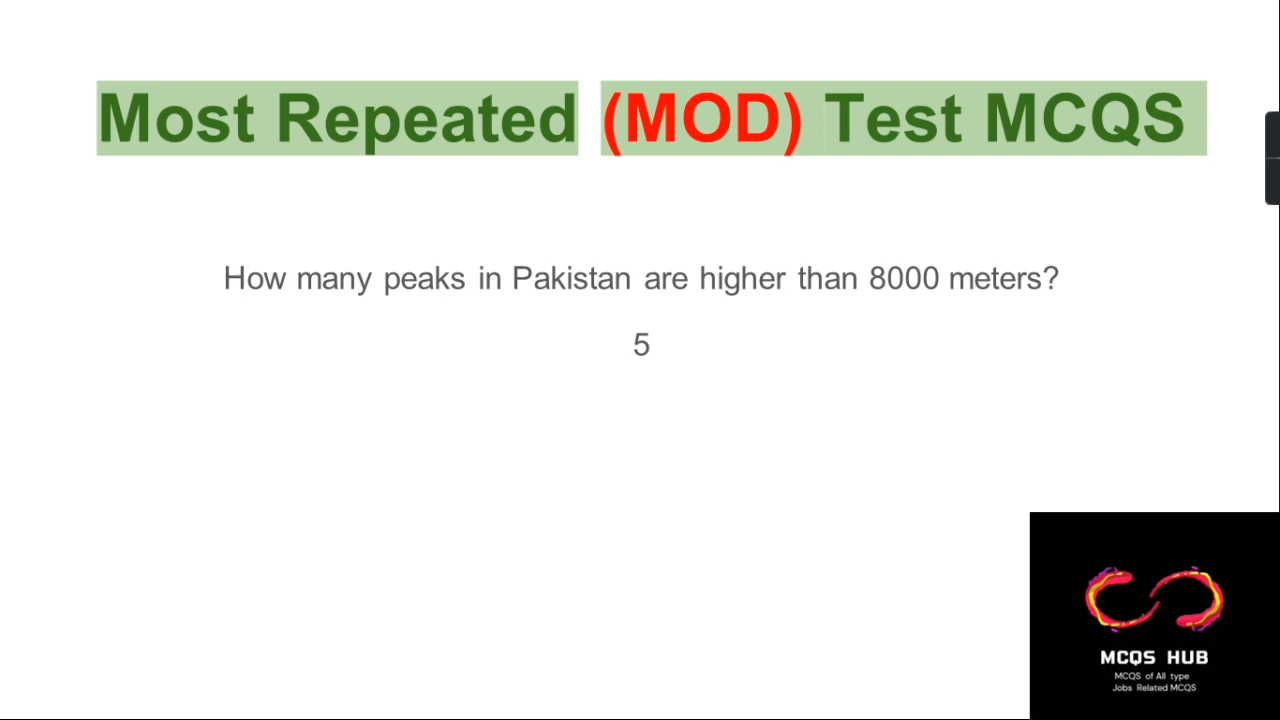 Most Repeated (MOD) Test MCQS
How many peaks in Pakistan are higher than 8000 meters?
5
MCQS HUB
MCQS of All type
Jobs Related MCQS